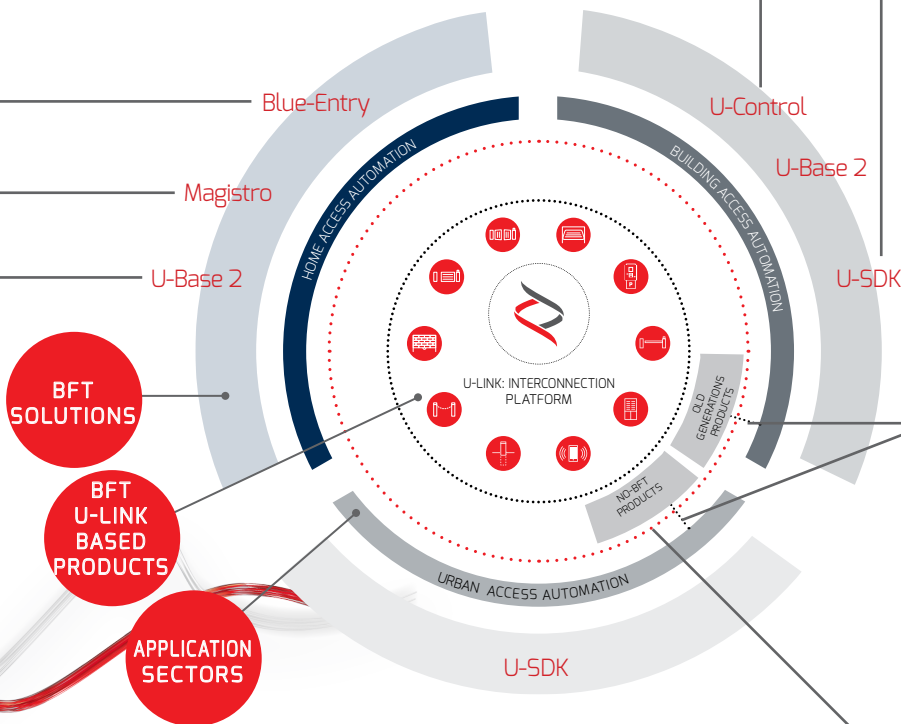 Blue-Entry
U-Control
HOME ACCESS AUTOMATION
BUILDING ACCESS AUTOMATION
U-Base 2
Magistro
U-Base 2
U-SDK
U-LINK: INTERCONNECTION
PLATFORM
BFT
SOLUTIONS
OLD
GENERATIONS
PRODUCTS
NO-BFT
PRODUCTS
BFT
U-LINK
BASED
PRODUCTS
URBAN ACCESS AUTOMATION
APPLICATION
SECTORS
U-SDK